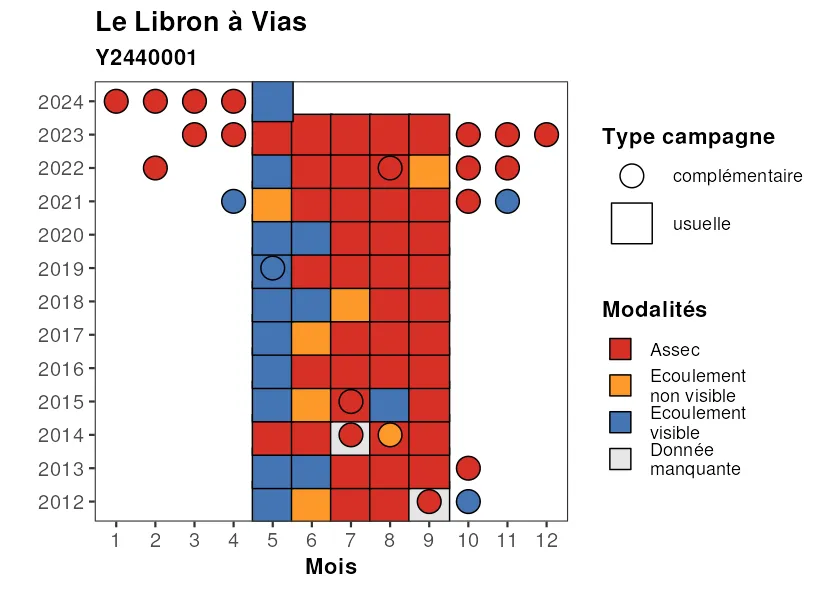 Le Libron à Vias
Y2440001
2024
2023
2022
2021
2020
2019
2018
2017
2016
2015
2014
2013
2012
1 2 3 4 5 6 7 8 9 10 11 12
Mois
Type campagne
complémentaire
usuelle
Modalités
Assec
Ecoulement
non visible
Ecoulement
visible
Donnée
manquante